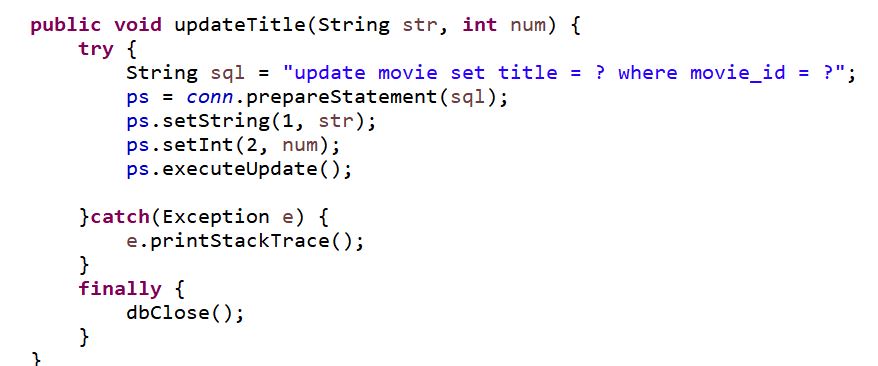 public void updateTitle(String str, int num) {
try {
String sql = "update movie set title = ? where movie_id = ?";
ps = conn.prepareStatement(sql);
ps.setString(1, str);
ps.setInt(2, num);
ps.executeUpdate();
}catch(Exception e) {
e.printStackTrace();
}
finally {
dbClose();
}
}